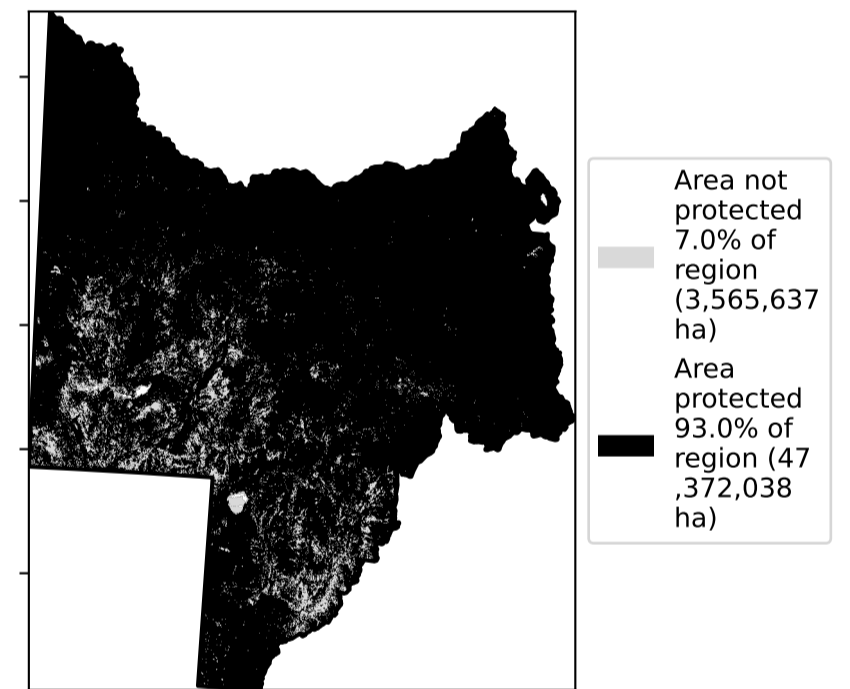 Area not
protected
7.0% of
region
(3,565,637
ha)
Area
protected
93.0% of
region (47
,372,038
ha)